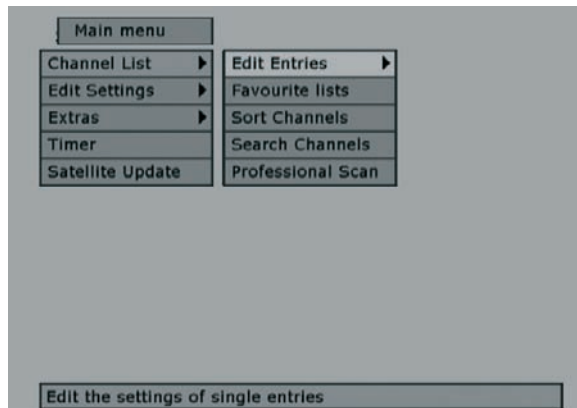 Main menu
Channel List
Edit Settings
Extras
Timer
Satellite Update
Edit Entries
Favourite lists
Sort Channels
Search Channels
Professional Scan
Edit the settings of single entries